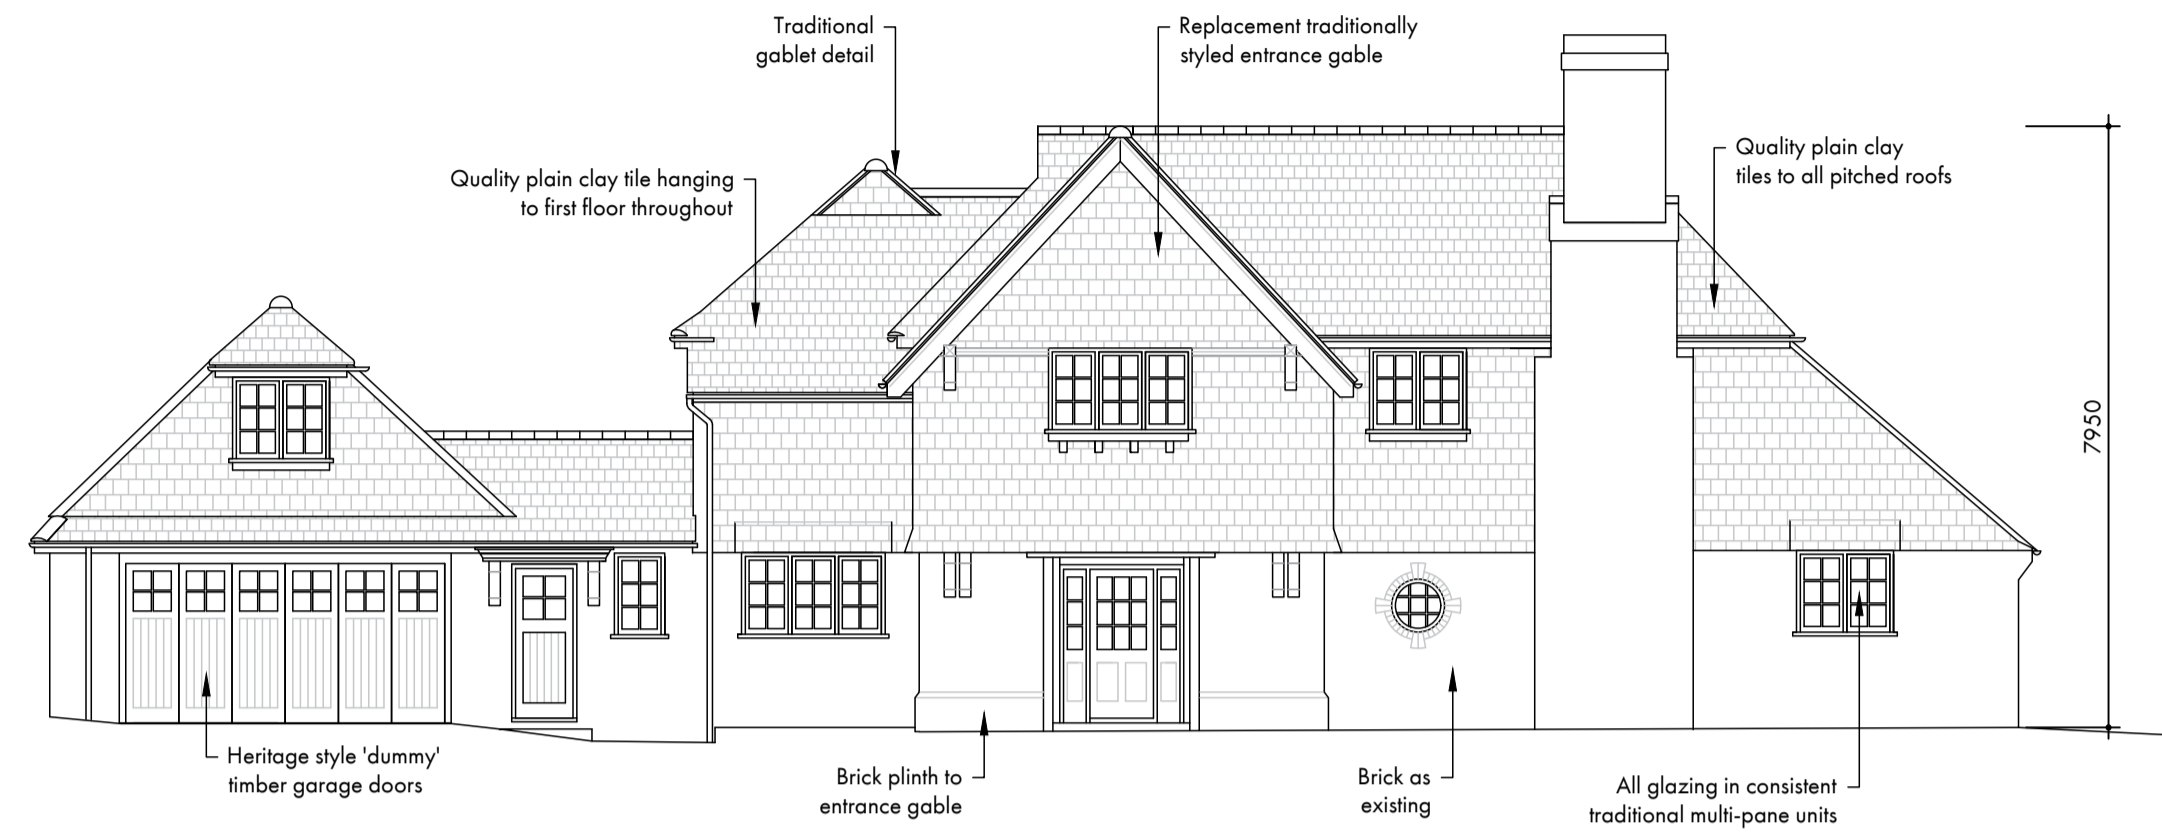 Traditional
gablet detail
Replacement traditionally
styled entrance gable
Quality plain clay
tiles to all pitched roofs
Quality plain clay tile hanging
to first floor throughout
7950
Heritage style 'dummy'
timber garage doors
Brick plinth to
entrance gable
Brick as
existing
All glazing in consistent
traditional multi-pane units